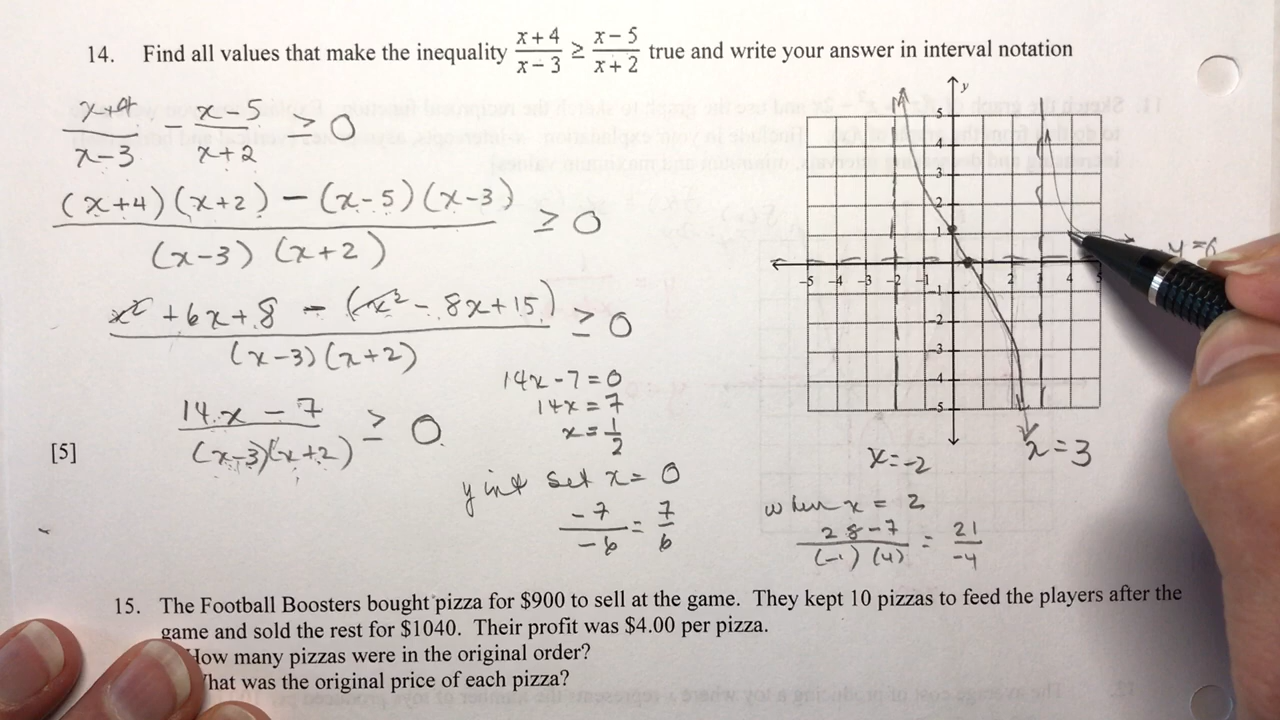 14. Find all values that make the inequality (x+4)/(x-3) ≥ (x-5)/(x+2) true and write your answer in interval notation
(x+4)/(x-3) (x-5)/(x+2) ≥ 0
((x+4)(x+2) - (x-5)(x-3))/((x-3)(x+2)) ≥ 0
(x² + 6x + 8 - (x² - 8x + 15))/((x-3)(x+2)) ≥ 0
(14x - 7)/((x-3)(x+2)) ≥ 0
[5]
14x - 7 = 0
14x = 7
x = 1/2
y int set x = 0
-7/-6 = 7/6
y
5
4
3
2
1
-5 -4 -3 -2 -1 2 4 5
-1
-2
-3
-4
-5
x = -2
x = 3
when x = 2
(28-7)/((-1)(4)) = 21/-4
15. The Football Boosters bought pizza for $900 to sell at the game. They kept 10 pizzas to feed the players after the
game and sold the rest for $1040. Their profit was $4.00 per pizza.
How many pizzas were in the original order?
What was the original price of each pizza?